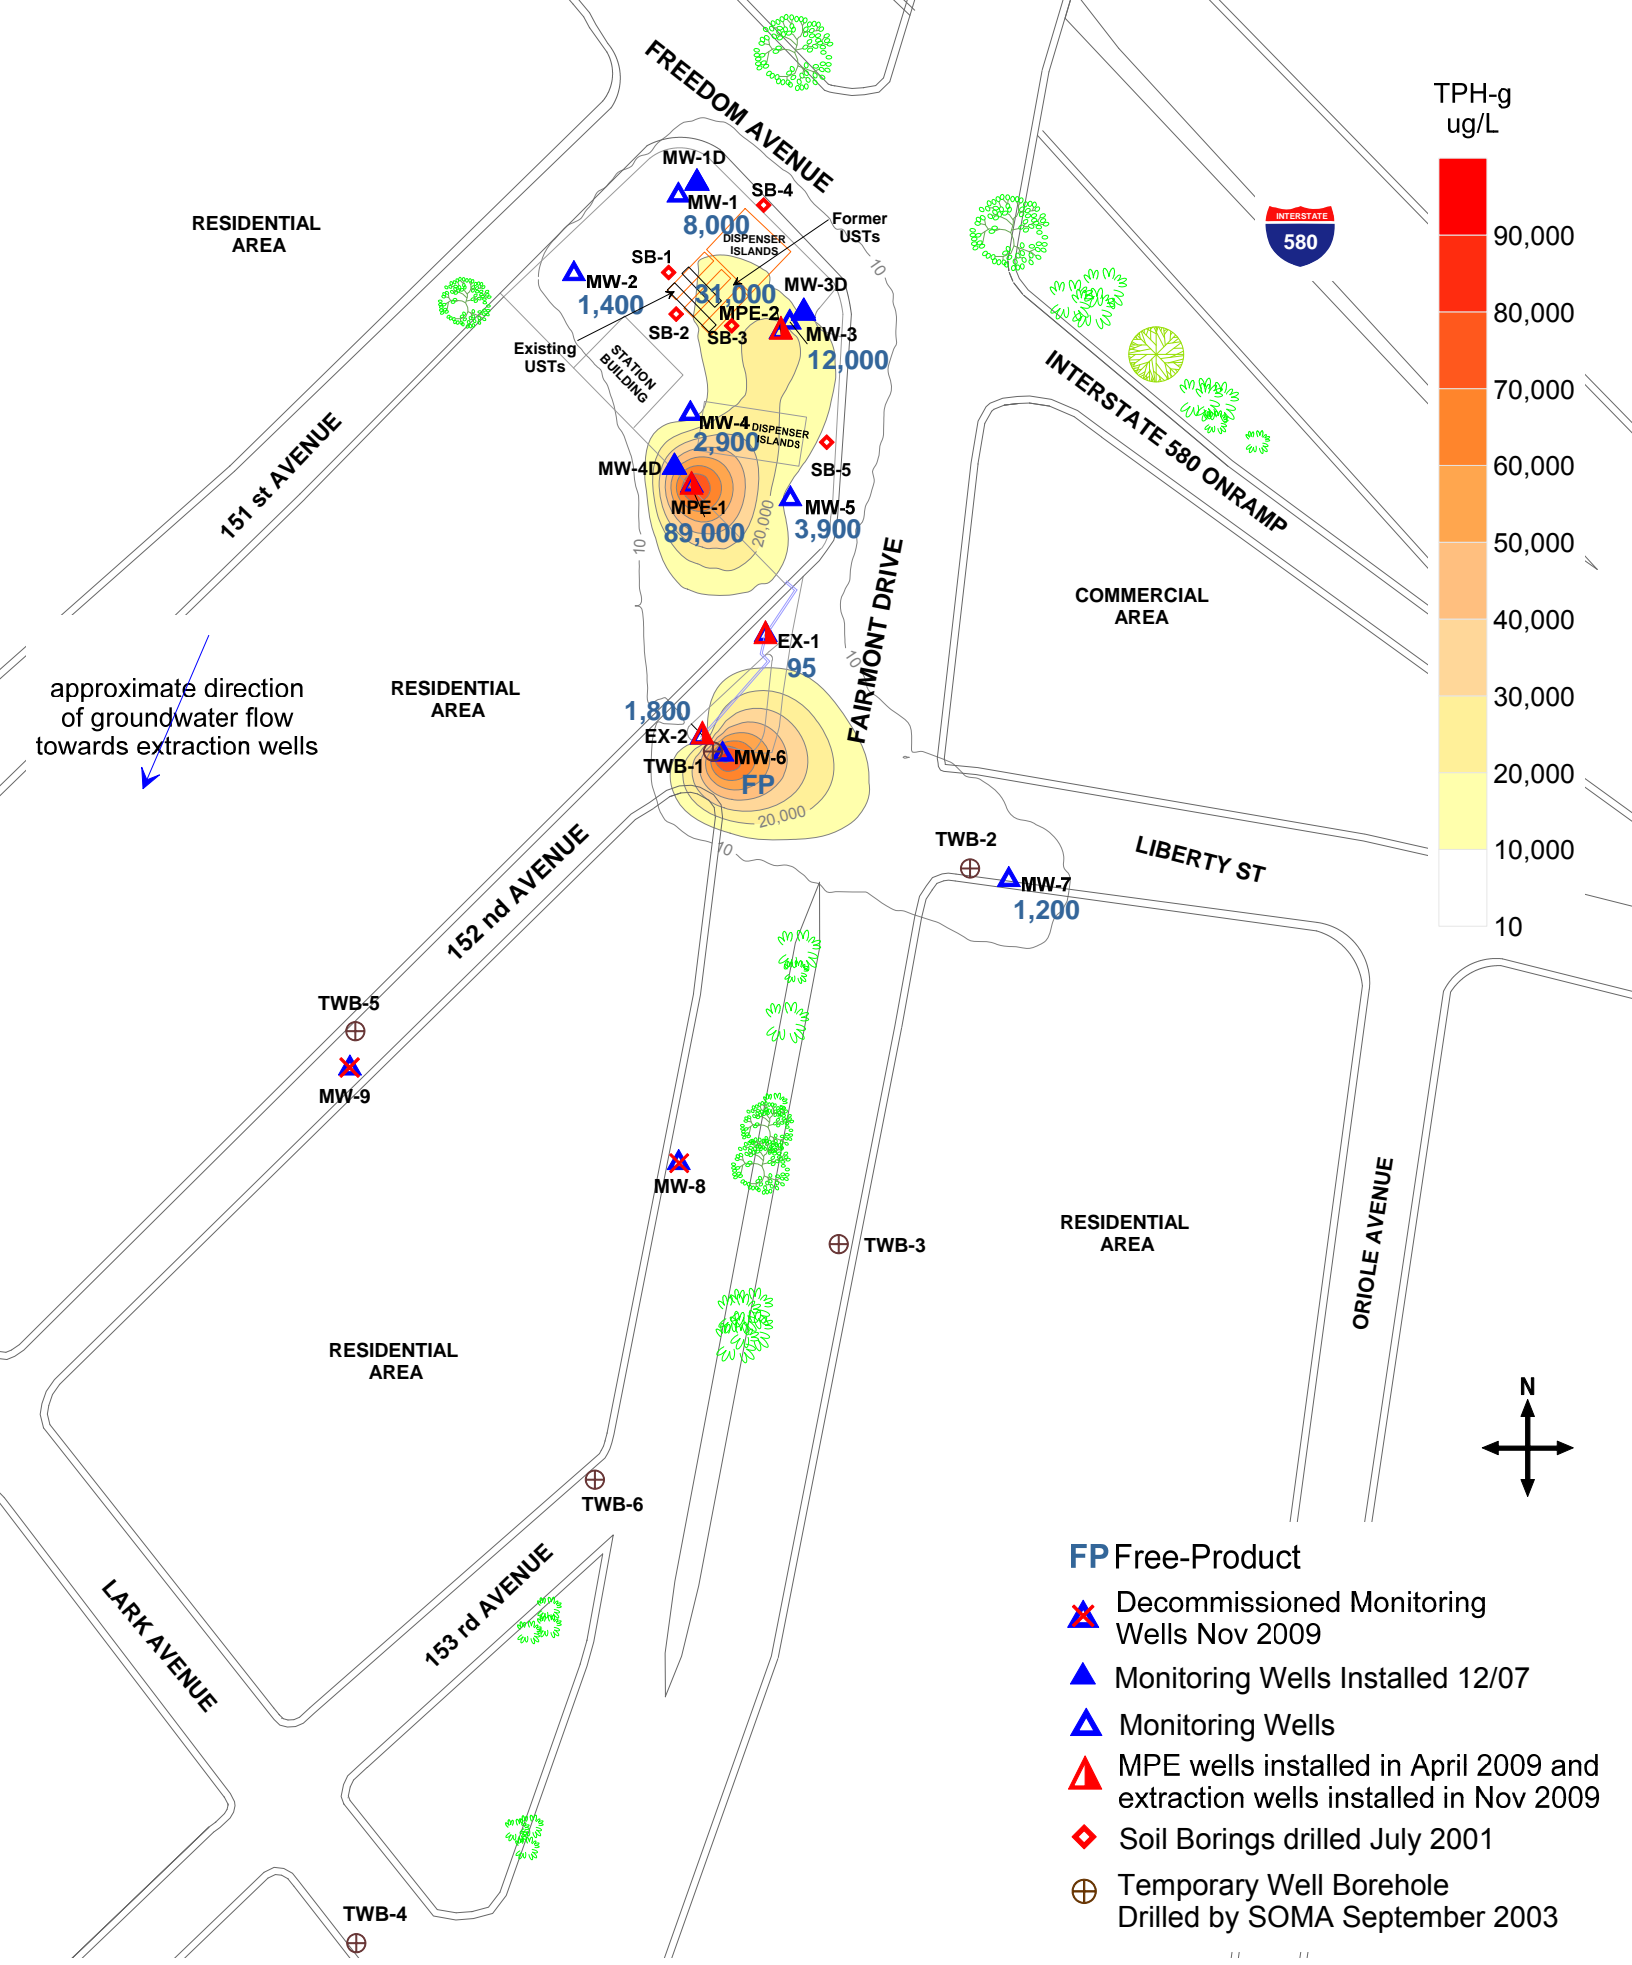 FREEDOM AVENUE
TPH-g
ug/L
MW-1D
SB-4
MW-1
8,000
Former
USTs
RESIDENTIAL
AREA
DISPENSER
ISLANDS
INTERSTATE
580
90,000
SB-1
10
MW-2
1,400
31,000
MW-3D
MPE-2
80,000
SB-2
SB-3
MW-3
12,000
Existing
USTs
STATION
BUILDING
INTERSTATE 580 ONRAMP
70,000
MW-4
2,900
DISPENSER
ISLANDS
151 st AVENUE
MW-4D
SB-5
60,000
MPE-1
89,000
20,000
MW-5
3,900
10
50,000
FAIRMONT DRIVE
COMMERCIAL
AREA
40,000
EX-1
95
10
approximate direction
of groundwater flow
towards extraction wells
RESIDENTIAL
AREA
30,000
1,800
EX-2
TWB-1
MW-6
FP
20,000
20,000
10
10,000
152 nd AVENUE
TWB-2
MW-7
1,200
LIBERTY ST
10
TWB-5
MW-9
MW-8
TWB-3
RESIDENTIAL
AREA
ORIOLE AVENUE
RESIDENTIAL
AREA
N
TWB-6
153 rd AVENUE
LARK AVENUE
TWB-4
FP Free-Product
Decommissioned Monitoring
Wells Nov 2009
Monitoring Wells Installed 12/07
Monitoring Wells
MPE wells installed in April 2009 and
extraction wells installed in Nov 2009
Soil Borings drilled July 2001
Temporary Well Borehole
Drilled by SOMA September 2003